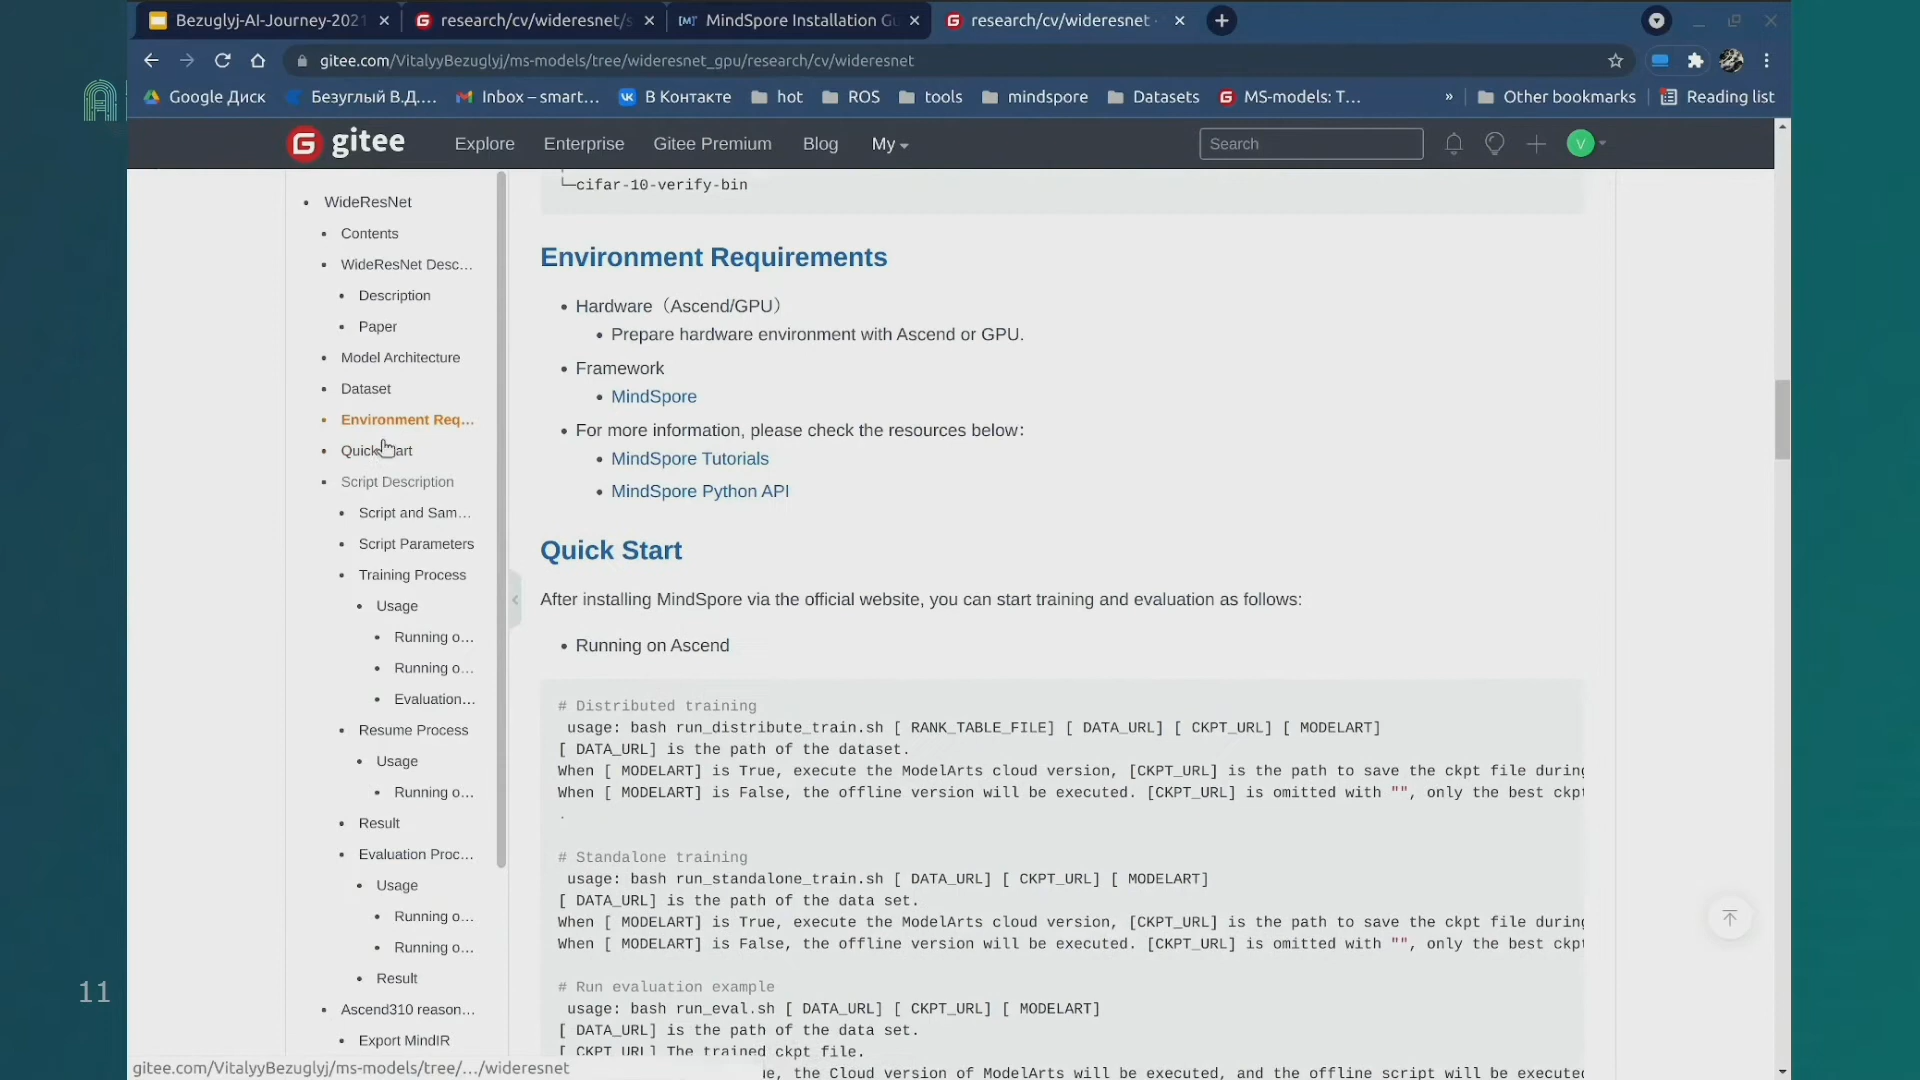 Bezuglyj-AI-Journey-2021
research/cv/wideresnet/s
MindSpore Installation Gu
research/cv/wideresnet
gitee.com/VitalyyBezuglyj/ms-models/tree/wideresnet_gpu/research/cv/wideresnet
Google Диск
Безуглый В.Д....
Inbox – smart...
В Контакте
hot
ROS
tools
mindspore
Datasets
MS-models: T...
»
Other bookmarks
Reading list
gitee
Explore
Enterprise
Gitee Premium
Blog
My
Search
V
WideResNet
Contents
WideResNet Desc...
Description
Paper
Model Architecture
Dataset
Environment Req...
Script Description
Script and Sam...
Script Parameters
Training Process
Usage
Running o...
Running o...
Evaluation...
Resume Process
Usage
Running o...
Result
Evaluation Proc...
Usage
Running o...
Running o...
Result
Ascend310 reason...
Export MindIR
└─cifar-10-verify-bin
Environment Requirements
Hardware（Ascend/GPU）
Prepare hardware environment with Ascend or GPU.
Framework
MindSpore
For more information, please check the resources below：
MindSpore Tutorials
MindSpore Python API
Quick Start
After installing MindSpore via the official website, you can start training and evaluation as follows:
Running on Ascend
# Distributed training
usage: bash run_distribute_train.sh [ RANK_TABLE_FILE] [ DATA_URL] [ CKPT_URL] [ MODELART]
[ DATA_URL] is the path of the dataset.
When [ MODELART] is True, execute the ModelArts cloud version, [CKPT_URL] is the path to save the ckpt file during
When [ MODELART] is False, the offline version will be executed. [CKPT_URL] is omitted with "", only the best ckpt
.
# Standalone training
usage: bash run_standalone_train.sh [ DATA_URL] [ CKPT_URL] [ MODELART]
[ DATA_URL] is the path of the data set.
When [ MODELART] is True, execute the ModelArts cloud version, [CKPT_URL] is the path to save the ckpt file during
When [ MODELART] is False, the offline version will be executed. [CKPT_URL] is omitted with "", only the best ckpt
# Run evaluation example
usage: bash run_eval.sh [ DATA_URL] [ CKPT_URL] [ MODELART]
[ DATA_URL] is the path of the data set.
[ CKPT_URL] The trained ckpt file.
the Cloud version of ModelArts will be executed, and the offline script will be executed
gitee.com/VitalyyBezuglyj/ms-models/tree/.../wideresnet
11